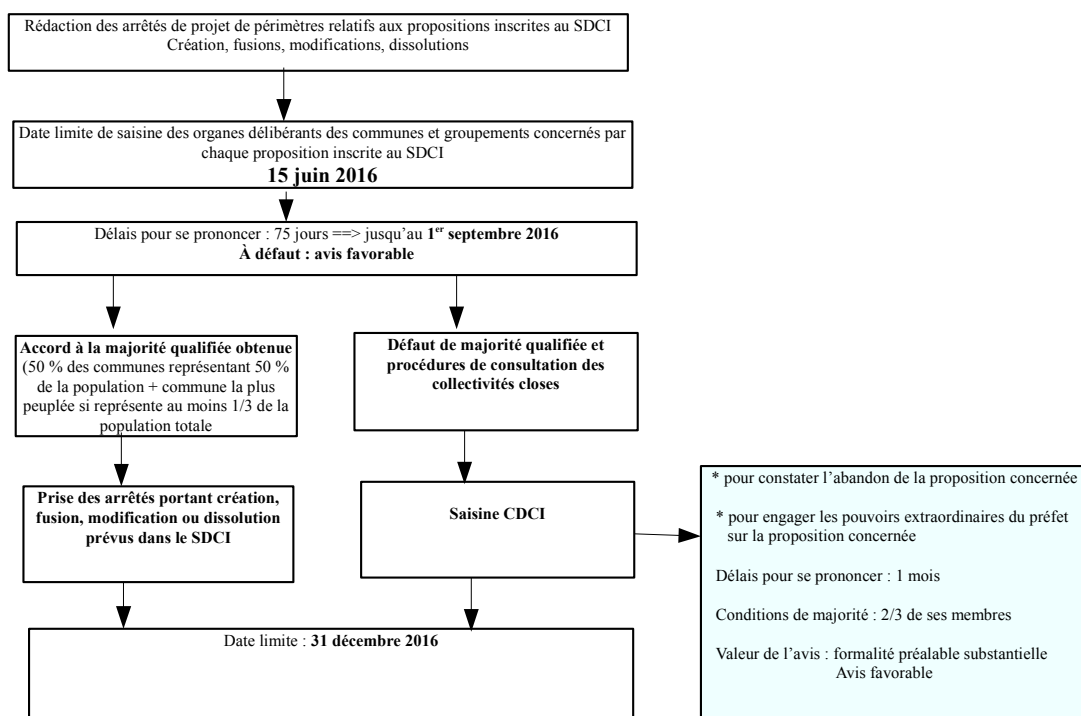 Rédaction des arrêtés de projet de périmètres relatifs aux propositions inscrites au SDCI
Création, fusions, modifications, dissolutions
Date limite de saisine des organes délibérants des communes et groupements concernés par
chaque proposition inscrite au SDCI
15 juin 2016
Délais pour se prononcer : 75 jours ==> jusqu’au 1er septembre 2016
À défaut : avis favorable
Accord à la majorité qualifiée obtenue
(50 % des communes représentant 50 %
de la population + commune la plus
peuplée si représente au moins 1/3 de la
population totale
Défaut de majorité qualifiée et
procédures de consultation des
collectivités closes
Prise des arrêtés portant création,
fusion, modification ou dissolution
prévus dans le SDCI
Saisine CDCI
* pour constater l’abandon de la proposition concernée
* pour engager les pouvoirs extraordinaires du préfet
sur la proposition concernée
Délais pour se prononcer : 1 mois
Conditions de majorité : 2/3 de ses membres
Valeur de l’avis : formalité préalable substantielle
Avis favorable
Date limite : 31 décembre 2016